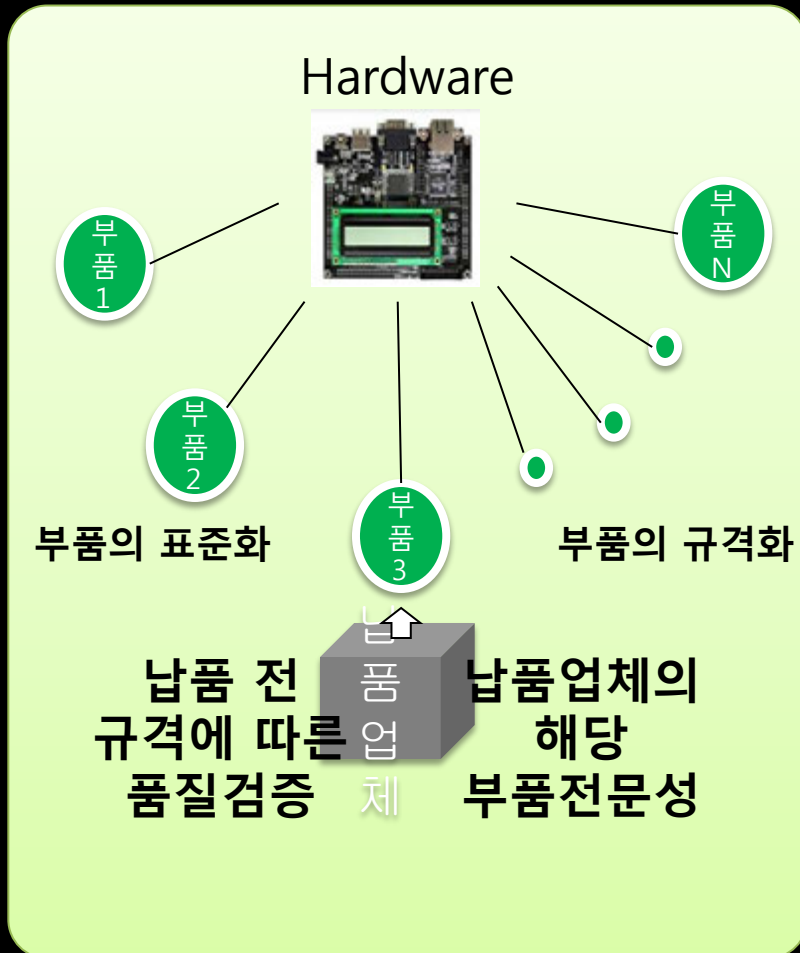 Hardware
부
품
1
부
품
N
부
품
2
부
품
3
부품의 표준화
부품의 규격화
납
품
업
체
납품 전
규격에 따른
품질검증
납품업체의
해당
부품전문성